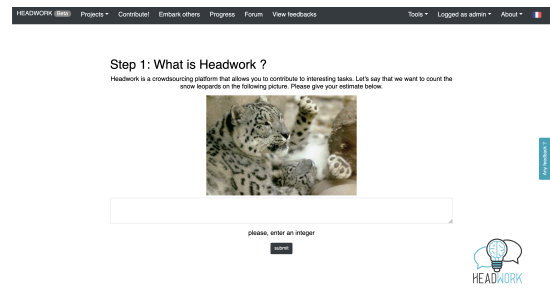 HEADWORK Beta Projects Contribute! Embark others Progress Forum View feedbacks Tools Logged as admin About
Step 1: What is Headwork ?
Headwork is a crowdsourcing platform that allows you to contribute to interesting tasks. Let's say that we want to count the
snow leopards on the following picture. Please give your estimate below.
Any feedback ?
please, enter an integer
submit
HEADWORK